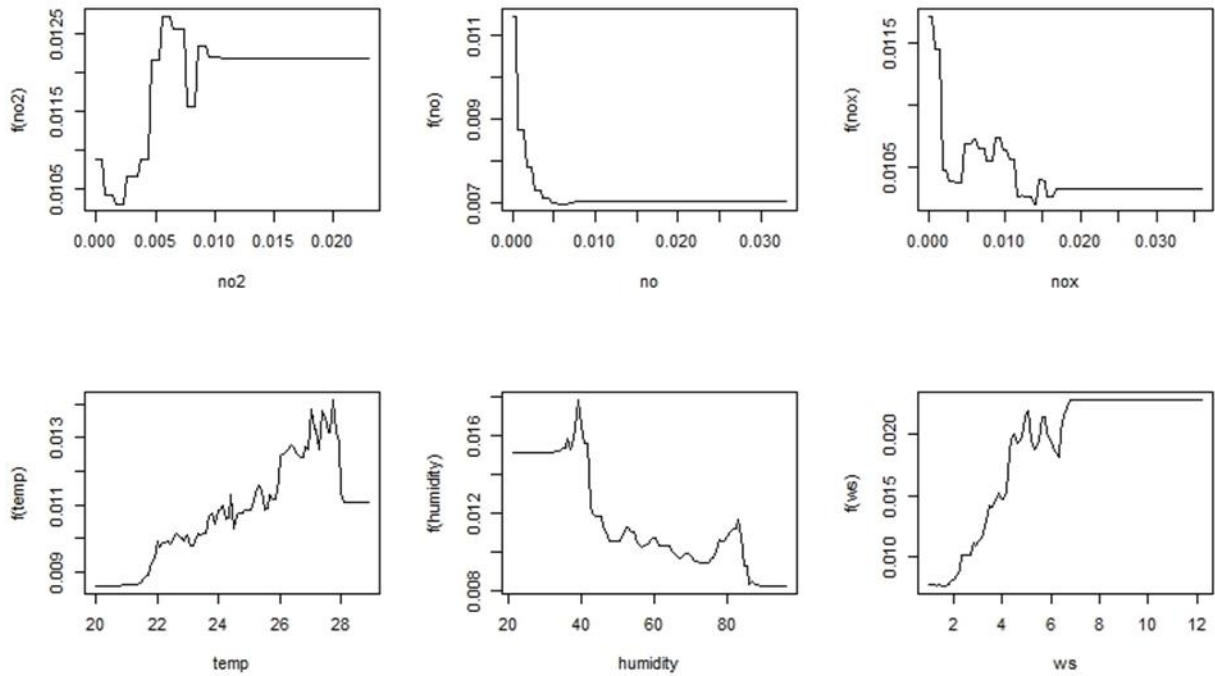 f(no2)
0.0105 0.0115 0.0125
0.000 0.005 0.010 0.015 0.020
no2
f(no)
0.007 0.009 0.011
0.000 0.010 0.020 0.030
no
f(nox)
0.0105 0.0115
0.000 0.010 0.020 0.030
nox
f(temp)
0.009 0.011 0.013
20 22 24 26 28
temp
f(humidity)
0.008 0.012 0.016
20 40 60 80
humidity
f(ws)
0.010 0.015 0.020
2 4 6 8 10 12
ws